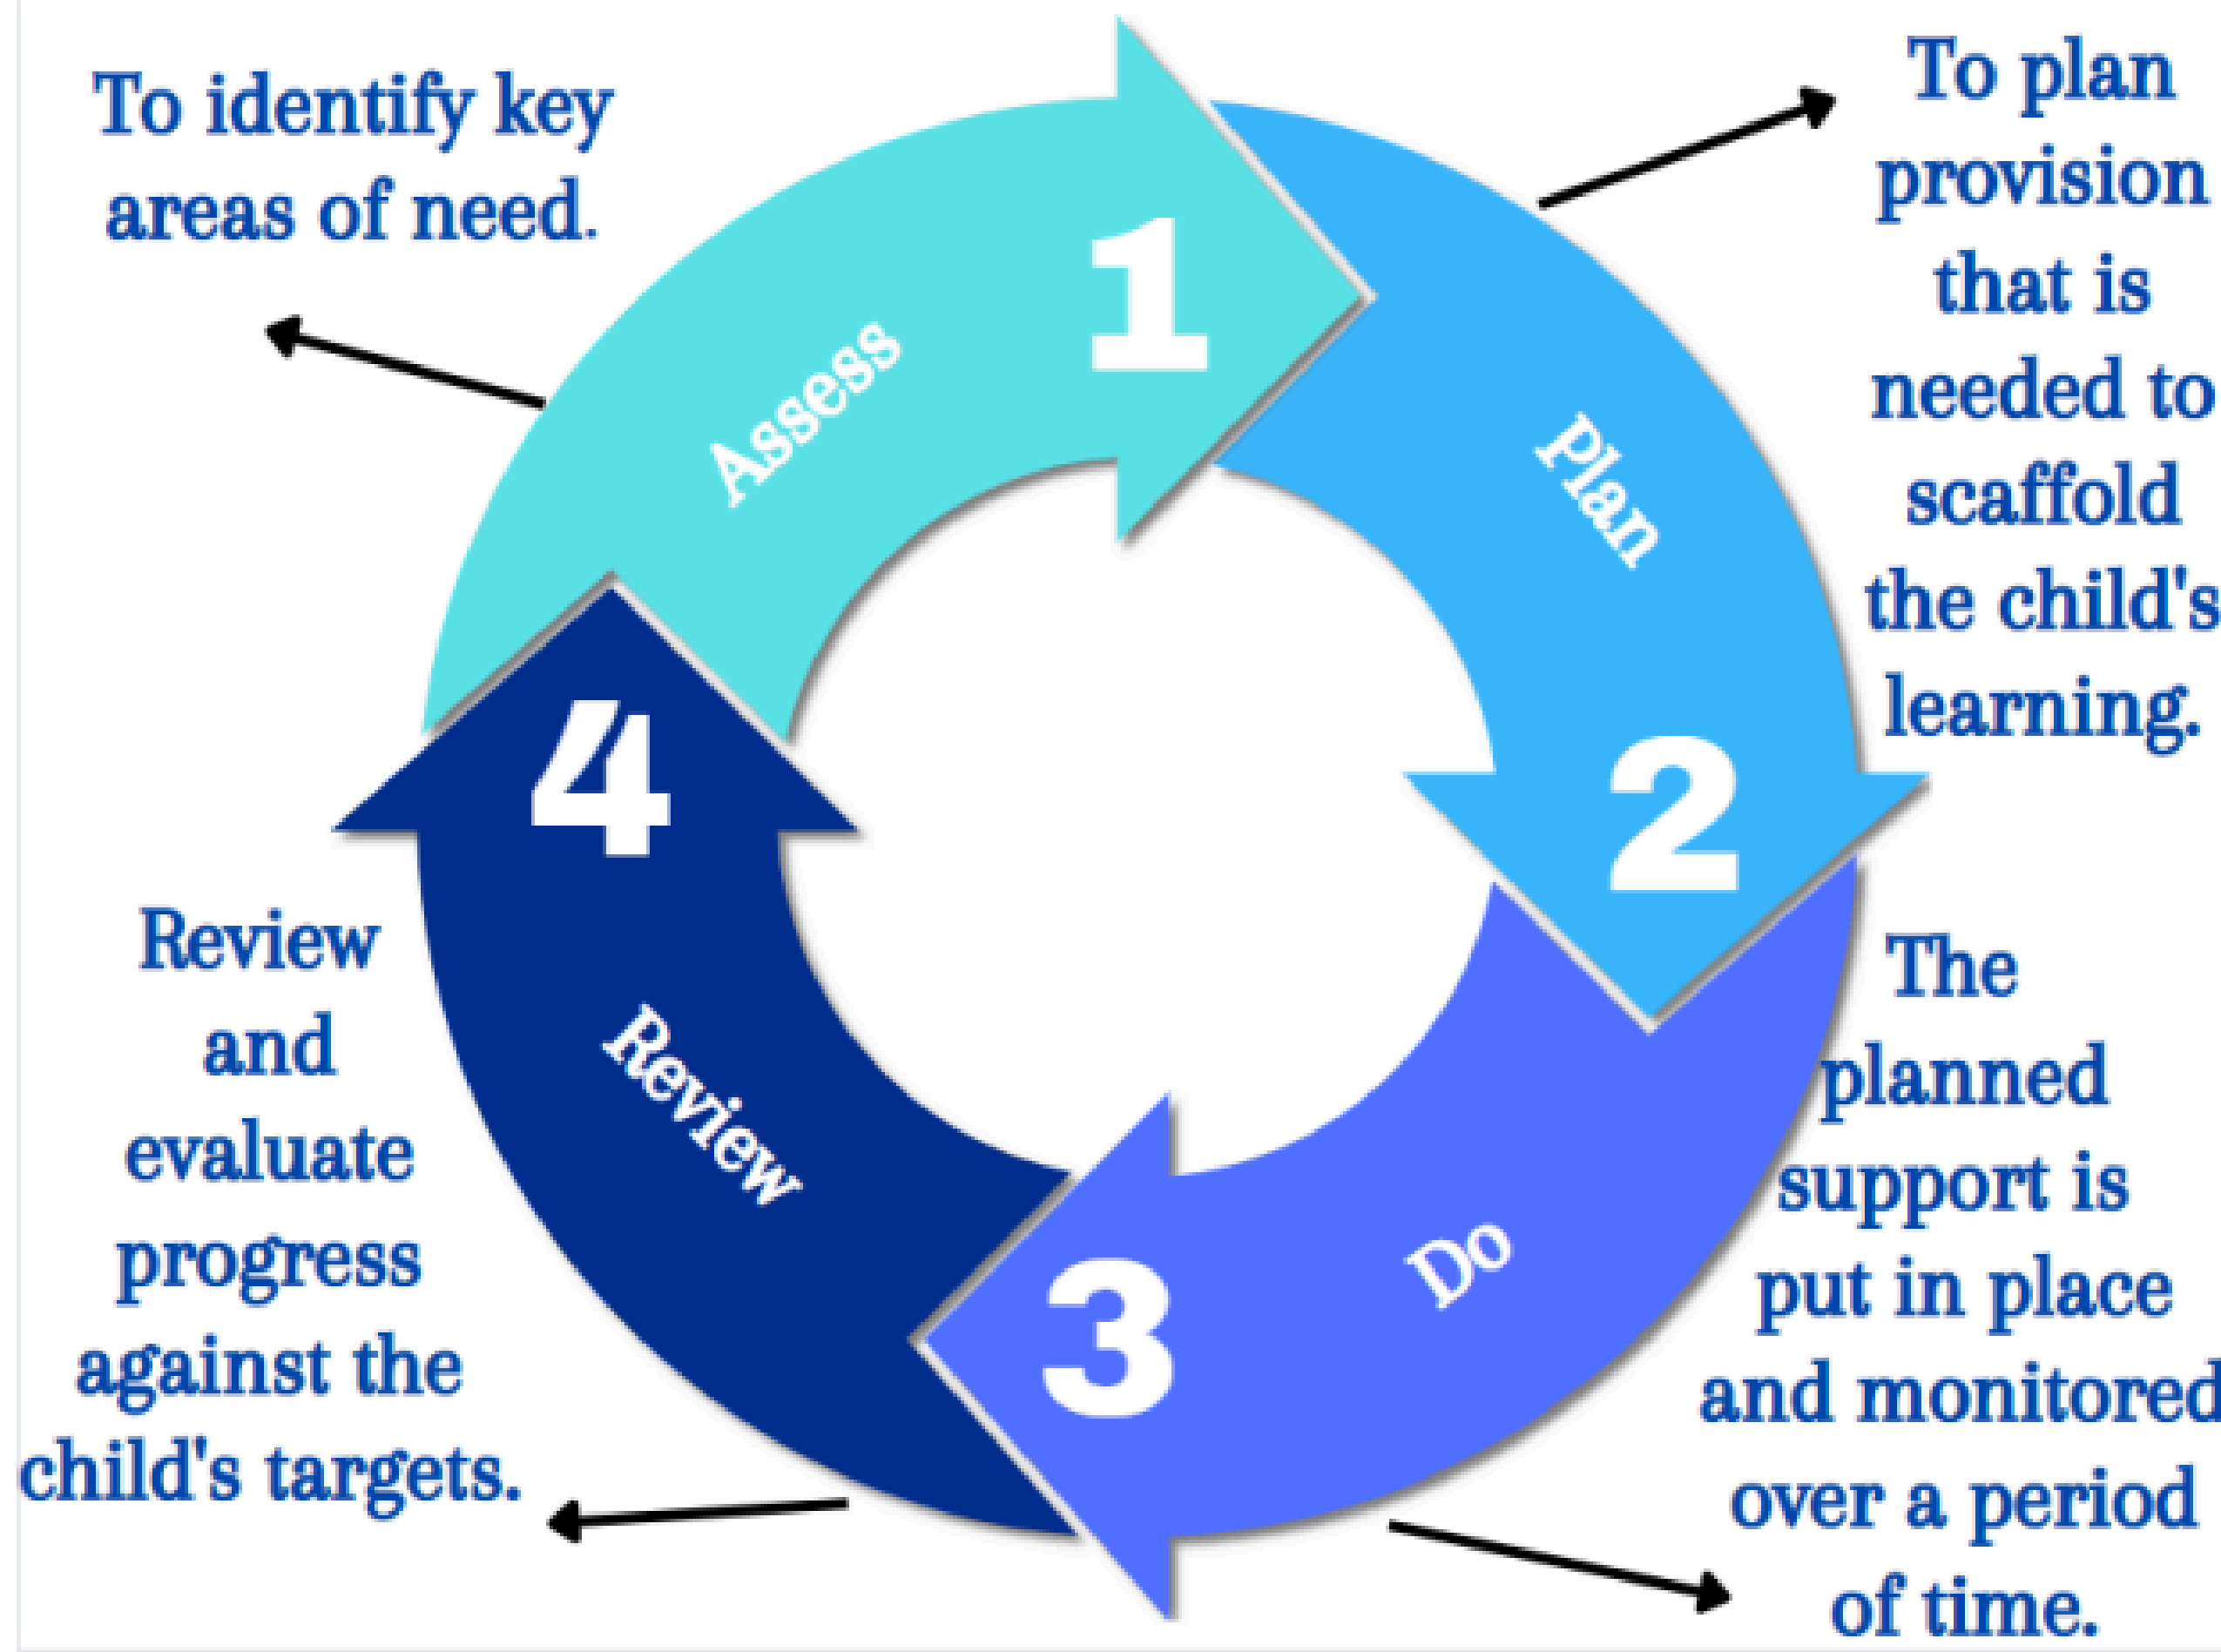 To identify key
areas of need.
Assess
1
To plan
provision
that is
needed to
scaffold
the child's
learning.
Plan
2
The
planned
support is
put in place
and monitored
over a period
of time.
Do
3
Review
and
evaluate
progress
against the
child's targets.
Review
4